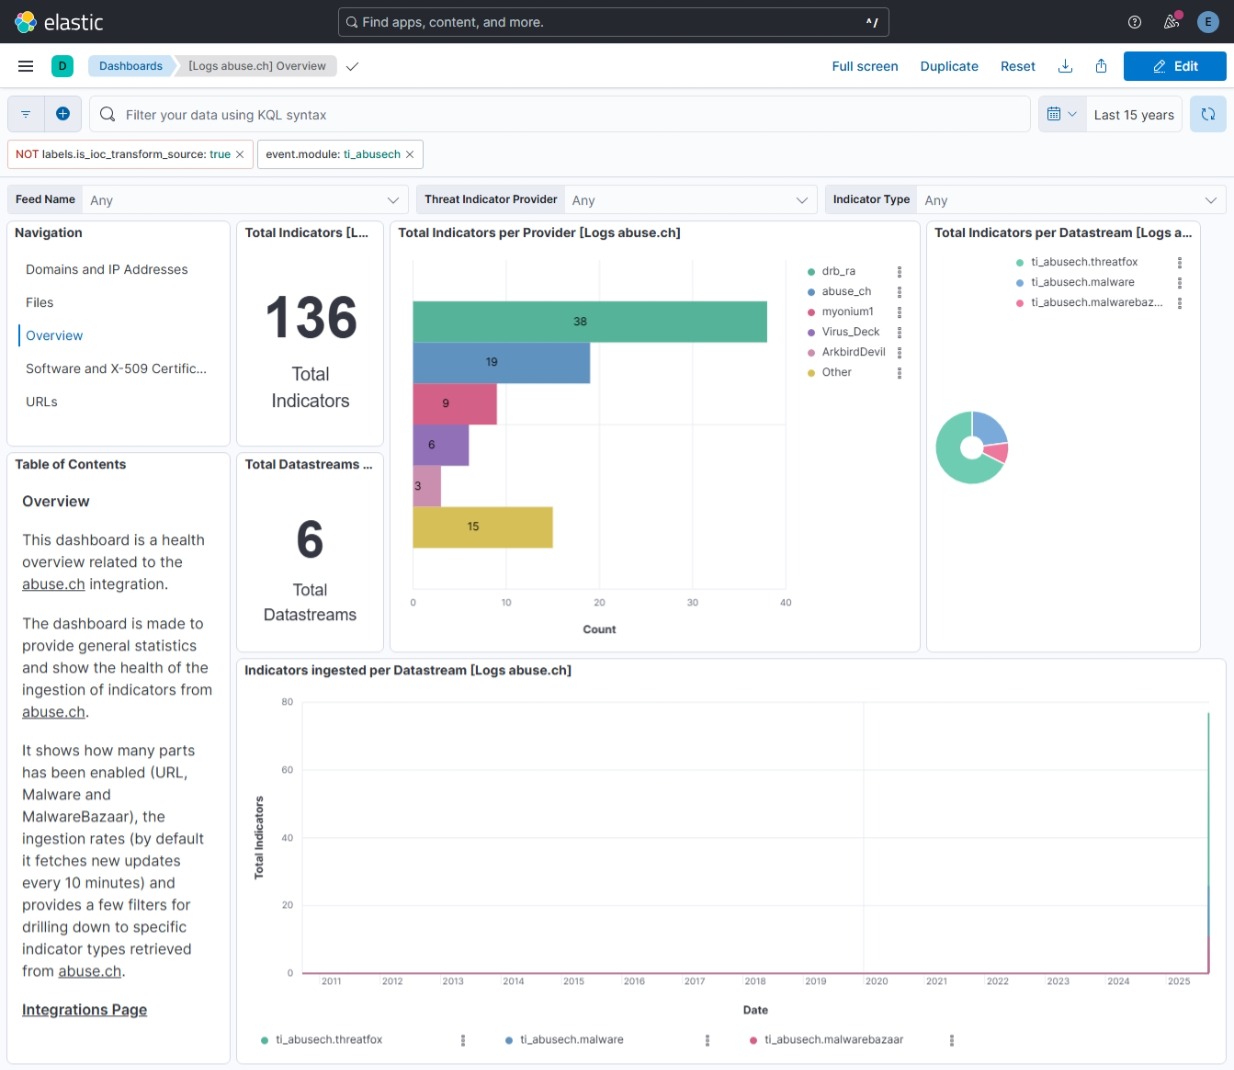 elastic
Find apps, content, and more.
^/
E
D
Dashboards
[Logs abuse.ch] Overview
Full screen
Duplicate
Reset
Edit
Filter your data using KQL syntax
Last 15 years
NOT labels.is_ioc_transform_source: true ×
event.module: ti_abusech ×
Feed Name
Any
Threat Indicator Provider
Any
Indicator Type
Any
Navigation
Domains and IP Addresses
Files
Overview
Software and X-509 Certific...
URLs
Total Indicators [L...
136
Total
Indicators
Total Indicators per Provider [Logs abuse.ch]
38
19
9
6
3
15
0
10
20
30
40
Count
drb_ra
abuse_ch
myonium1
Virus_Deck
ArkbirdDevil
Other
Total Indicators per Datastream [Logs a...
ti_abusech.threatfox
ti_abusech.malware
ti_abusech.malwarebaz...
Table of Contents
Overview
This dashboard is a health
overview related to the
abuse.ch integration.
The dashboard is made to
provide general statistics
and show the health of the
ingestion of indicators from
abuse.ch.
It shows how many parts
has been enabled (URL,
Malware and
MalwareBazaar), the
ingestion rates (by default
it fetches new updates
every 10 minutes) and
provides a few filters for
drilling down to specific
indicator types retrieved
from abuse.ch.
Integrations Page
Total Datastreams ...
6
Total
Datastreams
Indicators ingested per Datastream [Logs abuse.ch]
Total Indicators
80
60
40
20
0
2011
2012
2013
2014
2015
2016
2017
2018
2019
2020
2021
2022
2023
2024
2025
Date
ti_abusech.threatfox
ti_abusech.malware
ti_abusech.malwarebazaar